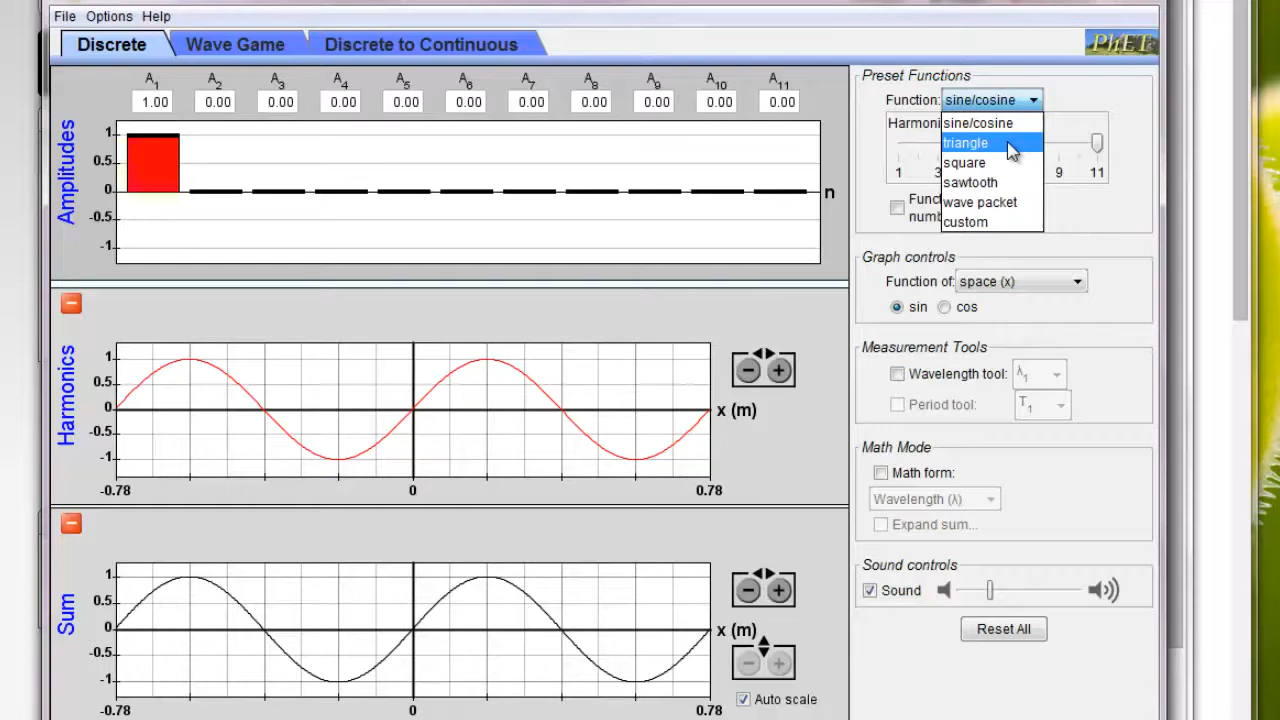 File Options Help
Discrete Wave Game Discrete to Continuous
PhET
A1 A2 A3 A4 A5 A6 A7 A8 A9 A10 A11
1.00 0.00 0.00 0.00 0.00 0.00 0.00 0.00 0.00 0.00 0.00
Amplitudes
1
0.5
0
-0.5
-1
n
Harmonics
1
0.5
0
-0.5
-1
x (m)
-0.78 0 0.78
Sum
1
0.5
0
-0.5
-1
x (m)
Auto scale
-0.78 0 0.78
Preset Functions
Function: sine/cosine
sine/cosine
triangle
square
sawtooth
wave packet
custom
Harmoni
1 3 9 11
Func
numb
Graph controls
Function of: space (x)
sin cos
Measurement Tools
Wavelength tool: λ1
Period tool: T1
Math Mode
Math form:
Wavelength (λ)
Expand sum...
Sound controls
Sound
Reset All